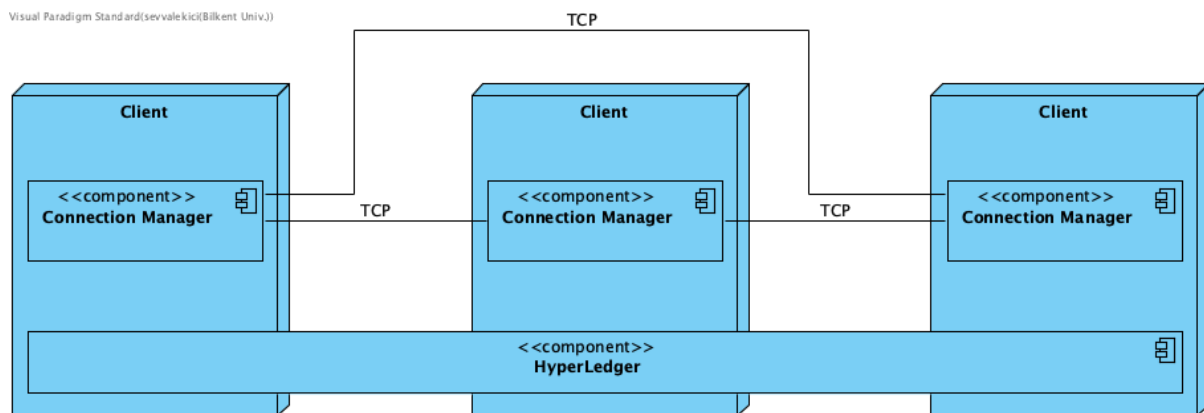 Visual Paradigm Standard(sevvalekici(Bilkent Univ.))
TCP
Client
Client
Client
<<component>>
Connection Manager
TCP
<<component>>
Connection Manager
TCP
<<component>>
Connection Manager
<<component>>
HyperLedger